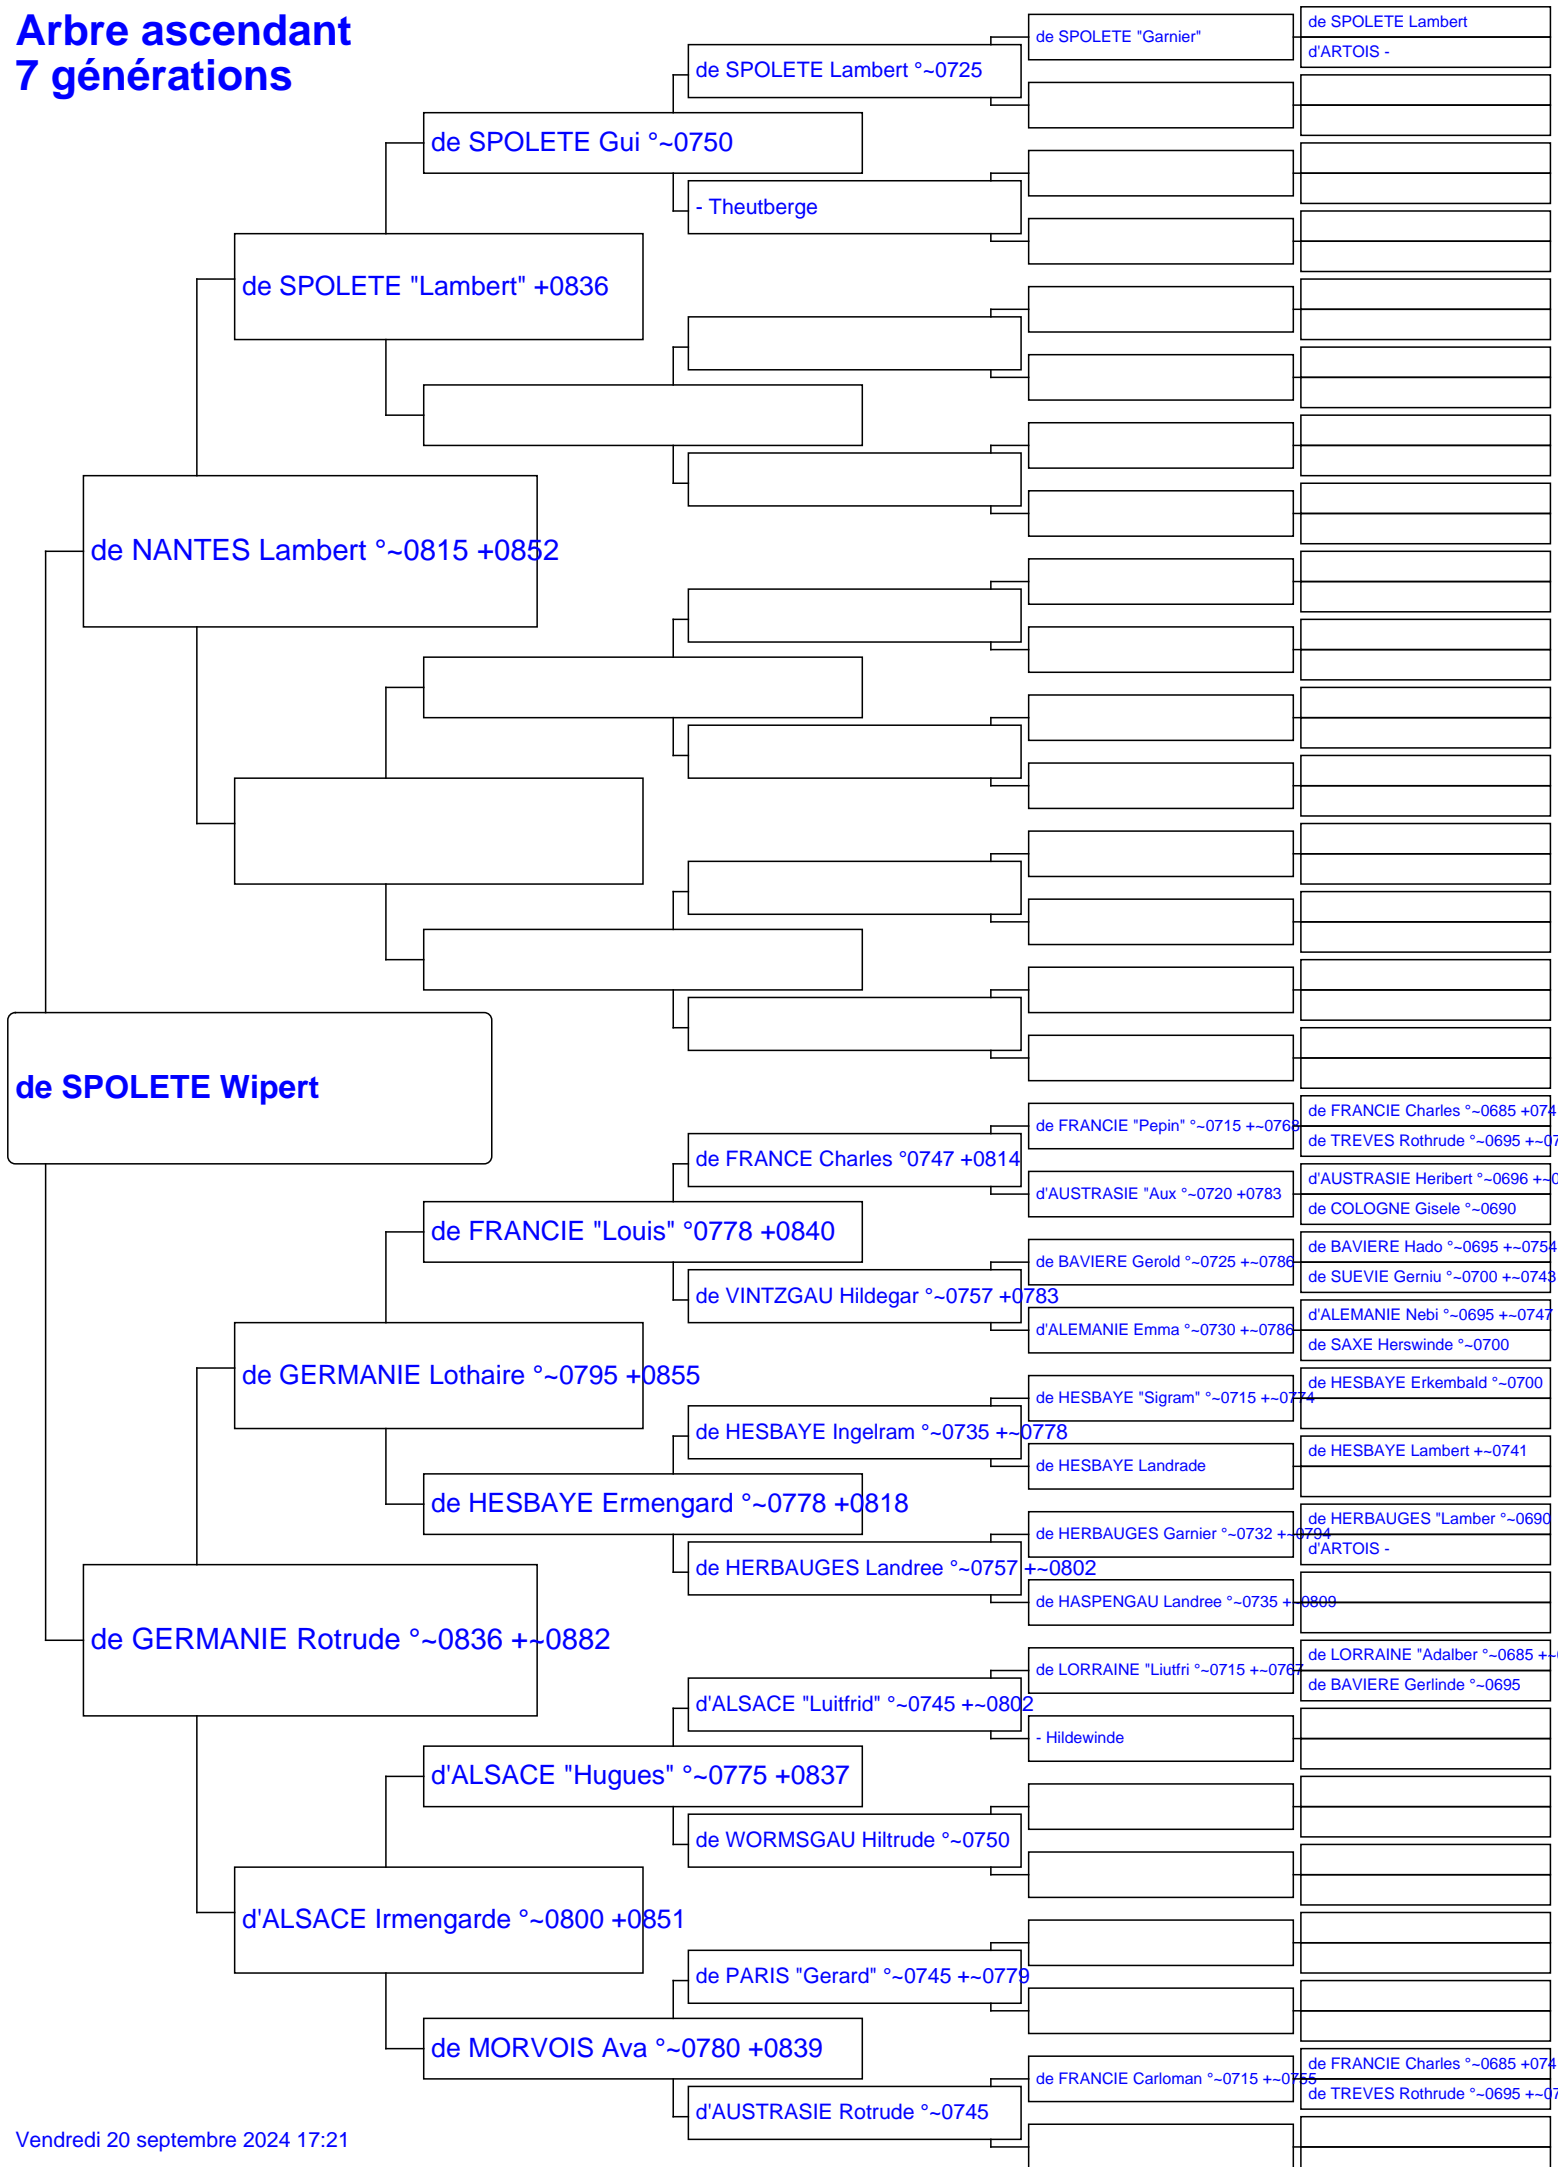 Arbre ascendant
7 générations
de SPOLETE Wipert
de NANTES Lambert °~0815 +0852
de GERMANIE Rotrude °~0836 +~0882
de SPOLETE "Lambert" +0836
de GERMANIE Lothaire °~0795 +0855
d'ALSACE Irmengarde °~0800 +0851
de SPOLETE Gui °~0750
de FRANCIE "Louis" °0778 +0840
de HESBAYE Ermengard °~0778 +0818
d'ALSACE "Hugues" °~0775 +0837
de MORVOIS Ava °~0780 +0839
de SPOLETE Lambert °~0725
- Theutberge
de FRANCE Charles °0747 +0814
de VINTZGAU Hildegar °~0757 +0783
de HESBAYE Ingelram °~0735 +~0778
de HERBAUGES Landree °~0757 +~0802
d'ALSACE "Luitfrid" °~0745 +~0802
de WORMSGAU Hiltrude °~0750
de PARIS "Gerard" °~0745 +~0779
d'AUSTRASIE Rotrude °~0745
de SPOLETE "Garnier"
de FRANCIE "Pepin" °~0715 +~0768
d'AUSTRASIE "Aux °~0720 +0783
de BAVIERE Gerold °~0725 +~0786
d'ALEMANIE Emma °~0730 +~0786
de HESBAYE "Sigram" °~0715 +~0774
de HESBAYE Landrade
de HERBAUGES Garnier °~0732 +~0794
de HASPENGAU Landree °~0735 +~0809
de LORRAINE "Liutfri °~0715 +~0767
- Hildewinde
de FRANCIE Carloman °~0715 +~0755
de SPOLETE Lambert
d'ARTOIS -
de FRANCIE Charles °~0685 +074
de TREVES Rothrude °~0695 +~07
d'AUSTRASIE Heribert °~0696 +~0
de COLOGNE Gisele °~0690
de BAVIERE Hado °~0695 +~0754
de SUEVIE Gerniu °~0700 +~0743
d'ALEMANIE Nebi °~0695 +~0747
de SAXE Herswinde °~0700
de HESBAYE Erkembald °~0700
de HESBAYE Lambert +~0741
de HERBAUGES "Lamber °~0690
d'ARTOIS -
de LORRAINE "Adalber °~0685 +~
de BAVIERE Gerlinde °~0695
de FRANCIE Charles °~0685 +074
de TREVES Rothrude °~0695 +~07
Vendredi 20 septembre 2024 17:21